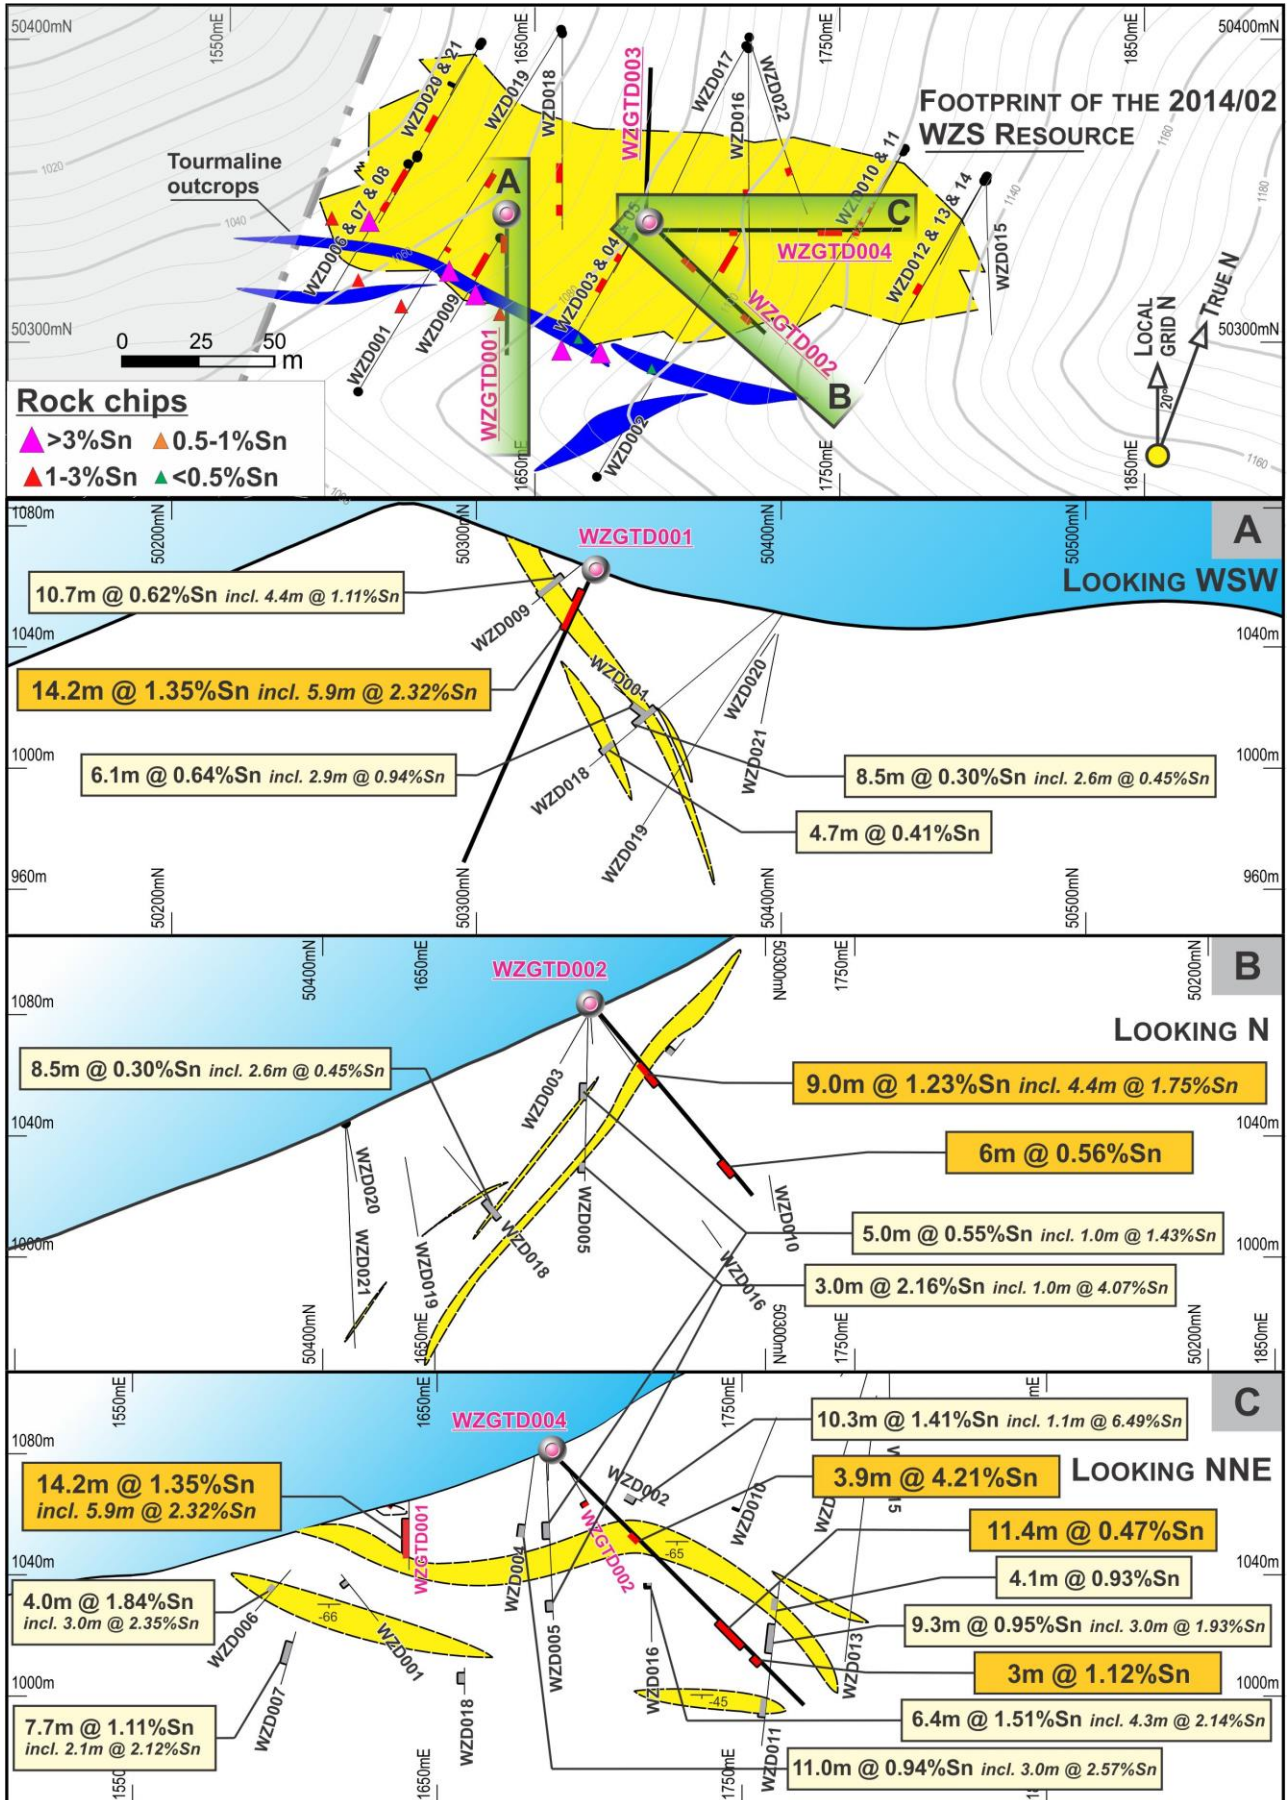 50400mN
1550mE
1650mE
1750mE
1850mE
50400mN
WZD020 & 21
WZD019
WZD018
WZGTD003
WZD017
WZD016
WZD022
FOOTPRINT OF THE 2014/02
WZS RESOURCE
1160
1020
Tourmaline
outcrops
1040
WZD006 & 07 & 08
A
WZD003 & 04 & 05
C
WZGTD004
WZD010 & 11
WZD012 & 13 & 14
1140
WZD015
1060
1080
WZD009
50300mN
0 25 50
m
WZD001
WZGTD001
WZGTD002
B
WZD002
LOCAL
GRID N
TRUE N
20°
50300mN
1160
Rock chips
>3%Sn
0.5-1%Sn
1-3%Sn
<0.5%Sn
1650mE
1750mE
1850mE
1080m
50200mN
50300mN
50400mN
50500mN
A
WZGTD001
LOOKING WSW
10.7m @ 0.62%Sn incl. 4.4m @ 1.11%Sn
WZD009
1040m
1040m
14.2m @ 1.35%Sn incl. 5.9m @ 2.32%Sn
WZD001
WZD020
WZD021
1000m
1000m
6.1m @ 0.64%Sn incl. 2.9m @ 0.94%Sn
WZD018
8.5m @ 0.30%Sn incl. 2.6m @ 0.45%Sn
WZD019
4.7m @ 0.41%Sn
960m
960m
50200mN
50300mN
50400mN
50500mN
50400mN
1650mE
50300mN
1750mE
50200mN
B
WZGTD002
1080m
LOOKING N
8.5m @ 0.30%Sn incl. 2.6m @ 0.45%Sn
WZD003
9.0m @ 1.23%Sn incl. 4.4m @ 1.75%Sn
1040m
1040m
6m @ 0.56%Sn
WZD020
WZD021
WZD019
WZD018
WZD005
WZD010
WZD016
5.0m @ 0.55%Sn incl. 1.0m @ 1.43%Sn
1000m
1000m
3.0m @ 2.16%Sn incl. 1.0m @ 4.07%Sn
50400mN
1650mE
50300mN
1750mE
50200mN
1850mE
1550mE
1650mE
1750mE
C
WZGTD004
10.3m @ 1.41%Sn incl. 1.1m @ 6.49%Sn
1080m
14.2m @ 1.35%Sn
incl. 5.9m @ 2.32%Sn
WZD002
3.9m @ 4.21%Sn
LOOKING NNE
WZD010
WZGTD001
WZD004
WZGTD002
-65
11.4m @ 0.47%Sn
1040m
1040m
4.1m @ 0.93%Sn
4.0m @ 1.84%Sn
incl. 3.0m @ 2.35%Sn
-66
WZD006
WZD001
WZD005
WZD016
WZD013
9.3m @ 0.95%Sn incl. 3.0m @ 1.93%Sn
3m @ 1.12%Sn
1000m
1000m
-45
WZD007
WZD018
WZD011
6.4m @ 1.51%Sn incl. 4.3m @ 2.14%Sn
7.7m @ 1.11%Sn
incl. 2.1m @ 2.12%Sn
11.0m @ 0.94%Sn incl. 3.0m @ 2.57%Sn
1650mE
1750mE